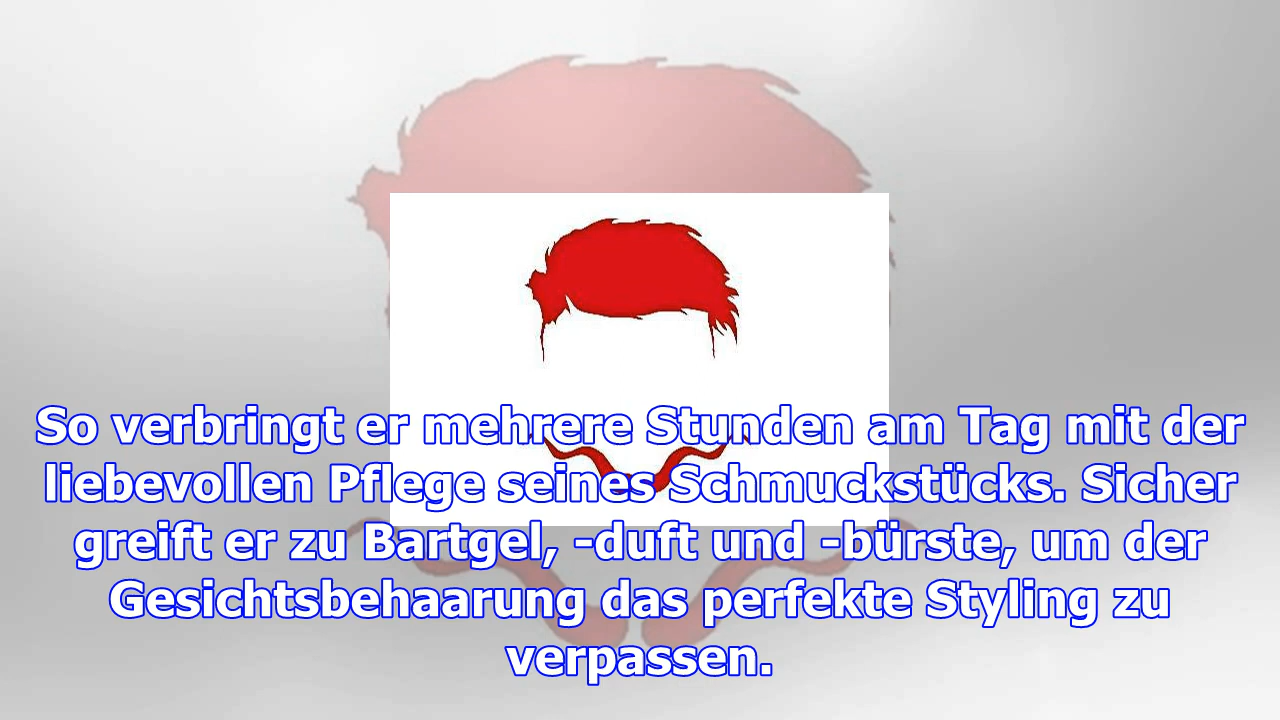 So verbringt er mehrere Stunden am Tag mit der
liebevollen Pflege seines Schmuckstücks. Sicher
greift er zu Bartgel, -duft und -bürste, um der
Gesichtsbehaarung das perfekte Styling zu
verpassen.